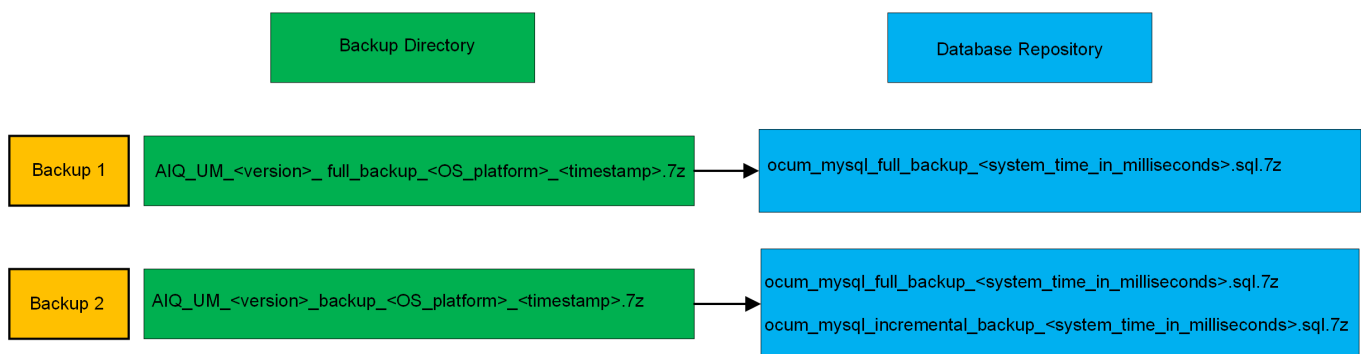 Backup Directory
Database Repository
Backup 1
AIQ_UM_<version>_ full_backup_<OS_platform>_<timestamp>.7z
ocum_mysql_full_backup_<system_time_in_milliseconds>.sql.7z
Backup 2
AIQ_UM_<version>_backup_<OS_platform>_<timestamp>.7z
ocum_mysql_full_backup_<system_time_in_milliseconds>.sql.7z
ocum_mysql_incremental_backup_<system_time_in_milliseconds>.sql.7z